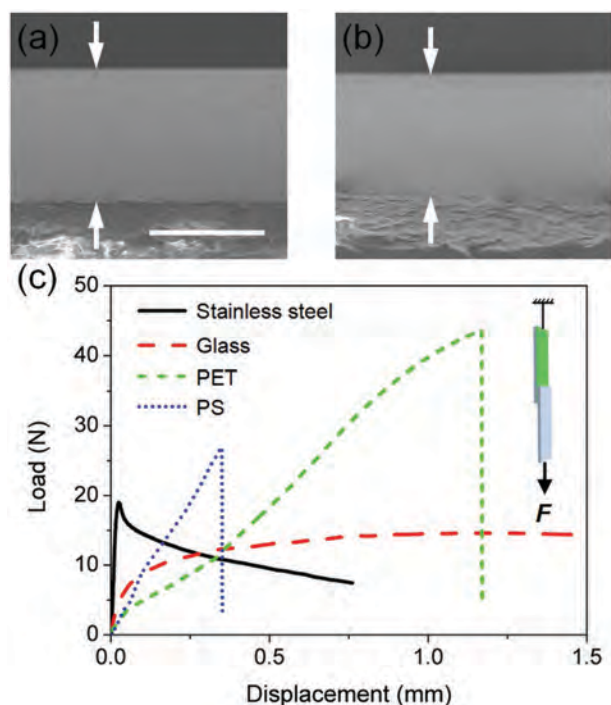 (a)
(b)
(c)
50
40
30
20
10
0
Load (N)
Stainless steel
Glass
PET
PS
F
0.0
0.5
1.0
1.5
Displacement (mm)